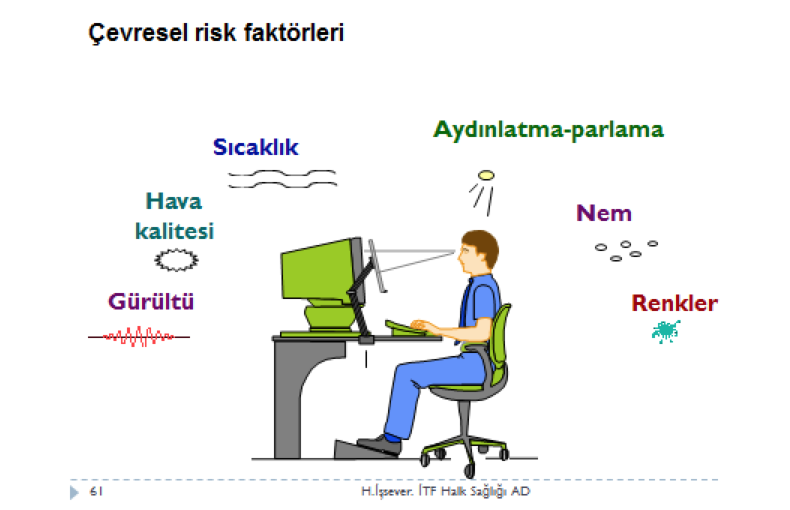 Çevresel risk faktörleri
Aydınlatma-parlama
Sıcaklık
Hava
kalitesi
Nem
Gürültü
Renkler
61
H.İşsever. İTF Halk Sağlığı AD